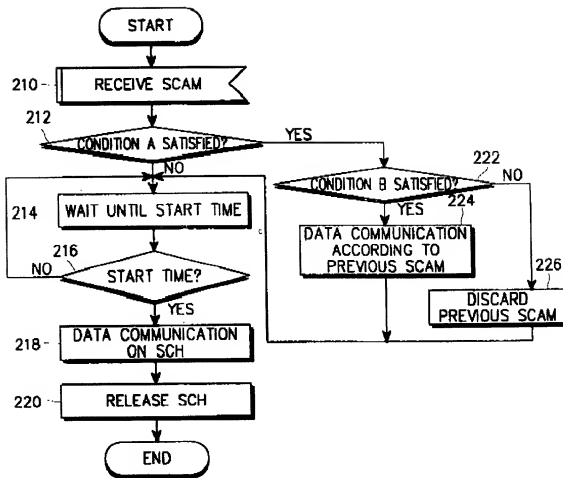 START
210
RECEIVE SCAM
212
CONDITION A SATISFIED?
YES
NO
222
CONDITION B SATISFIED?
NO
YES
224
214
WAIT UNTIL START TIME
DATA COMMUNICATION
ACCORDING TO
PREVIOUS SCAM
216
START TIME?
NO
YES
226
DISCARD
PREVIOUS SCAM
218
DATA COMMUNICATION
ON SCH
220
RELEASE SCH
END